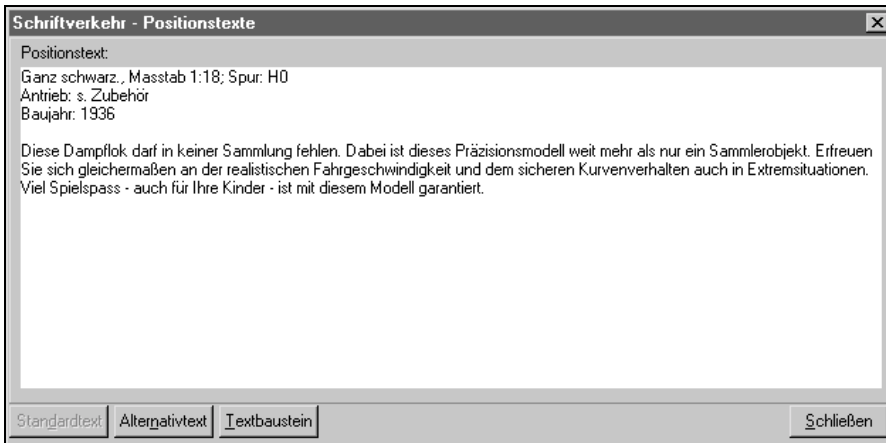 Schriftverkehr - Positionstexte
Positionstext:
Ganz schwarz., Masstab 1:18; Spur: H0
Antrieb: s. Zubehör
Baujahr: 1936
Diese Dampflok darf in keiner Sammlung fehlen. Dabei ist dieses Präzisionsmodell weit mehr als nur ein Sammlerobjekt. Erfreuen
Sie sich gleichermaßen an der realistischen Fahrgeschwindigkeit und dem sicheren Kurvenverhalten auch in Extremsituationen.
Viel Spielspass - auch für Ihre Kinder - ist mit diesem Modell garantiert.
Standardtext Alternativtext Textbaustein Schließen